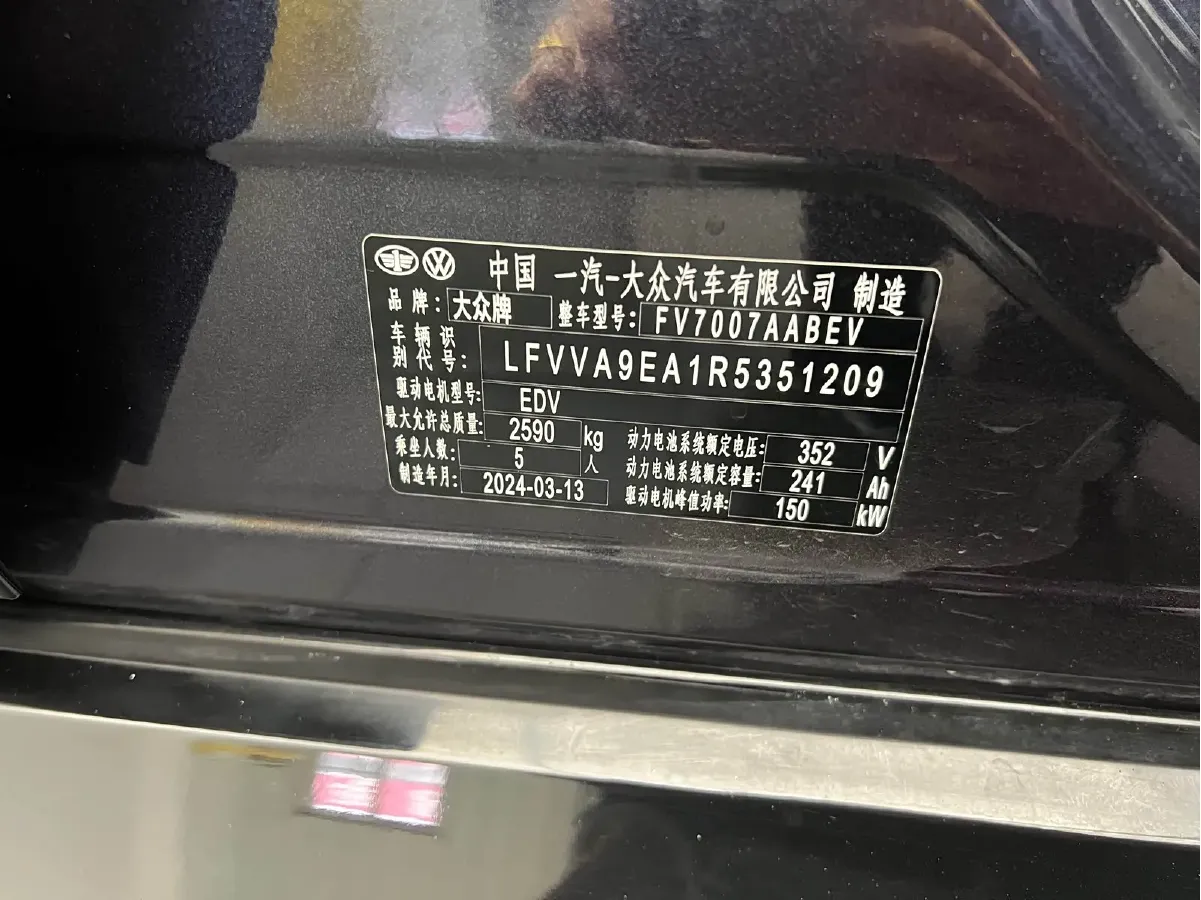 中国 一汽-大众汽车有限公司 制造
品牌: 大众牌 整车型号: FV7007AABEV
车辆识别代号: LFVVA9EA1R5351209
驱动电机型号: EDV
最大允许总质量: 2590 kg 动力电池系统额定电压: 352 V
乘坐人数: 5 人 动力电池系统额定容量: 241 Ah
制造年月: 2024-03-13 驱动电机峰值功率: 150 kW